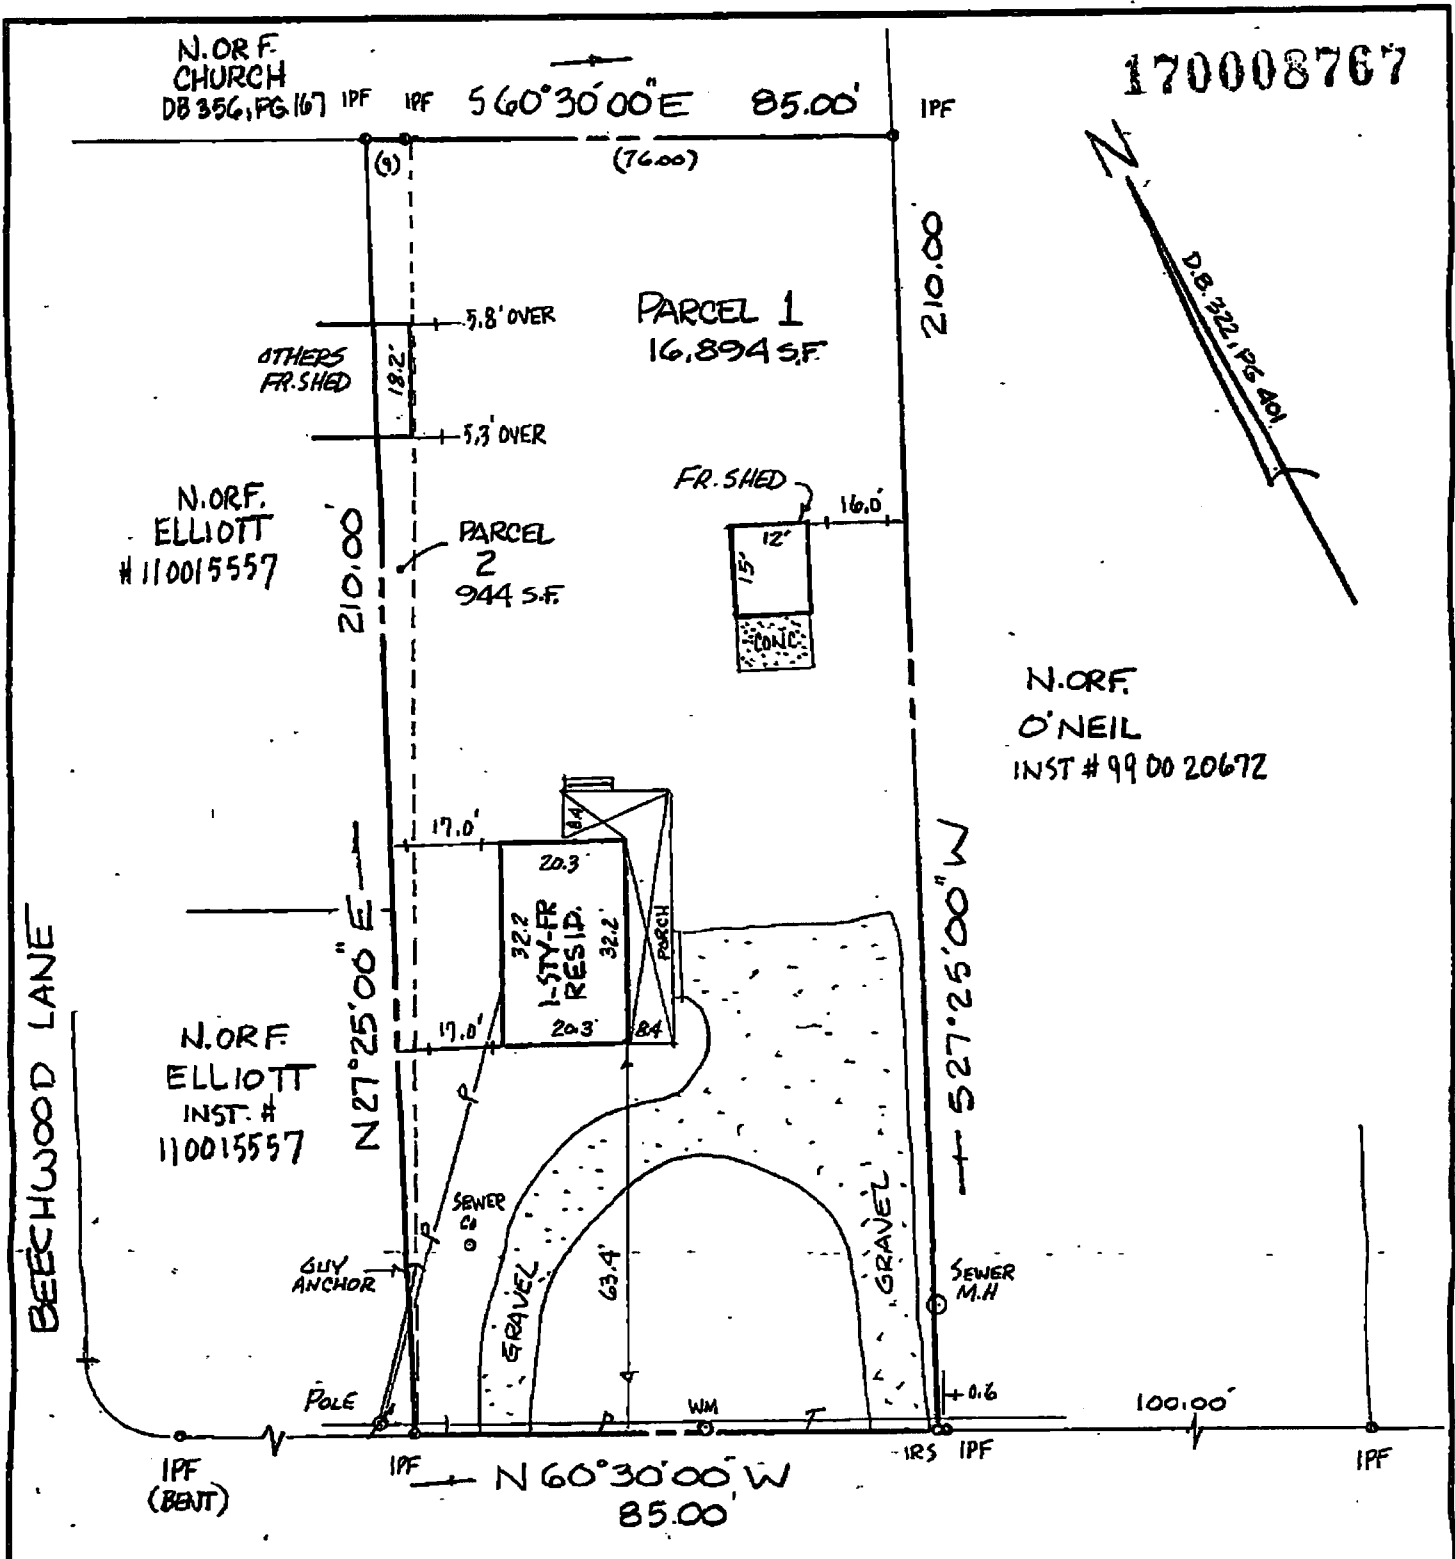 N. OR F.
CHURCH
DB 356, PG. 167
IPF
IPF
S 60°30'00" E
85.00'
IPF
170008767
(9)
(76.00)
N
D.B. 322, PG 401
210.00
5.8' OVER
PARCEL 1
16,894 S.F.
OTHERS
FR. SHED
18.2'
5.3' OVER
FR. SHED
16.0'
12'
15'
CONC.
N. OR F.
ELLIOTT
# 110015557
210.00'
PARCEL
2
944 S.F.
N. OR F.
O'NEIL
INST # 99 00 20672
17.0'
8.4
20.3
32.2
1-STY-FR
RESID.
32.2'
PORCH
20.3'
8.4
17.0'
N 27°25'00" E
S 27°25'00" W
BEECHWOOD LANE
N. OR F.
ELLIOTT
INST. #
110015557
P
P
SEWER
CO
GUY
ANCHOR
GRAVEL
63.4'
GRAVEL
SEWER
M.H
POLE
WM
P
T
0.6
100.00'
IPF
(BENT)
IPF
IRS
IPF
IPF
N 60°30'00" W
85.00'